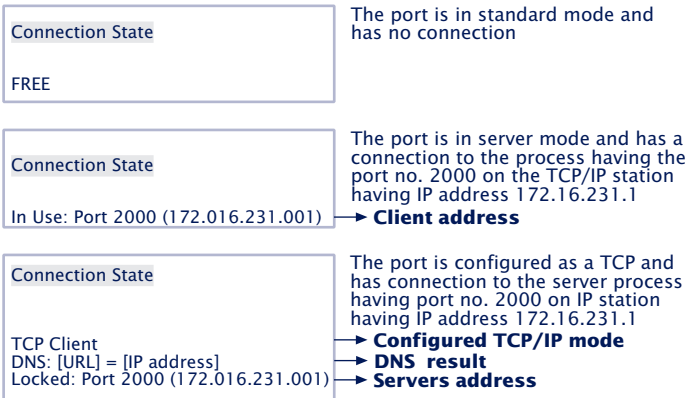 Connection State
FREE
The port is in standard mode and
has no connection
Connection State
In Use: Port 2000 (172.016.231.001)
The port is in server mode and has a
connection to the process having the
port no. 2000 on the TCP/IP station
having IP address 172.16.231.1
Client address
Connection State
TCP Client
DNS: [URL] = [IP address]
Locked: Port 2000 (172.016.231.001)
The port is configured as a TCP and
has connection to the server process
having port no. 2000 on IP station
having IP address 172.16.231.1
Configured TCP/IP mode
DNS result
Servers address